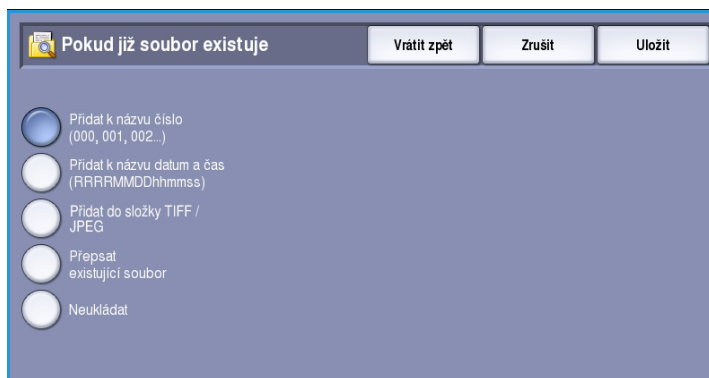 Pokud již soubor existuje
Vrátit zpět
Zrušit
Uložit
Přidat k názvu číslo
(000, 001, 002...)
Přidat k názvu datum a čas
(RRRRMMDDhhmmss)
Přidat do složky TIFF /
JPEG
Přepsat
existující soubor
Neukládat